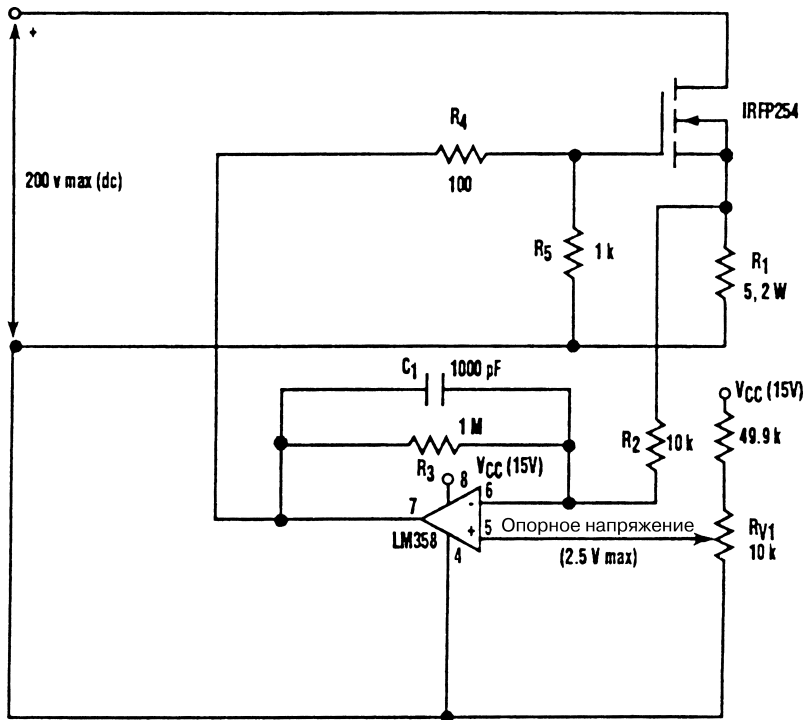 +
IRFP254
R4
100
200 v max (dc)
R5
1 k
R1
5, 2 W
C1
1000 pF
VCC (15V)
1 M
R2
10 k
49.9 k
R3
VCC (15V)
8
7
6
-
LM358
+
5
Опорное напряжение
4
(2.5 V max)
RV1
10 k